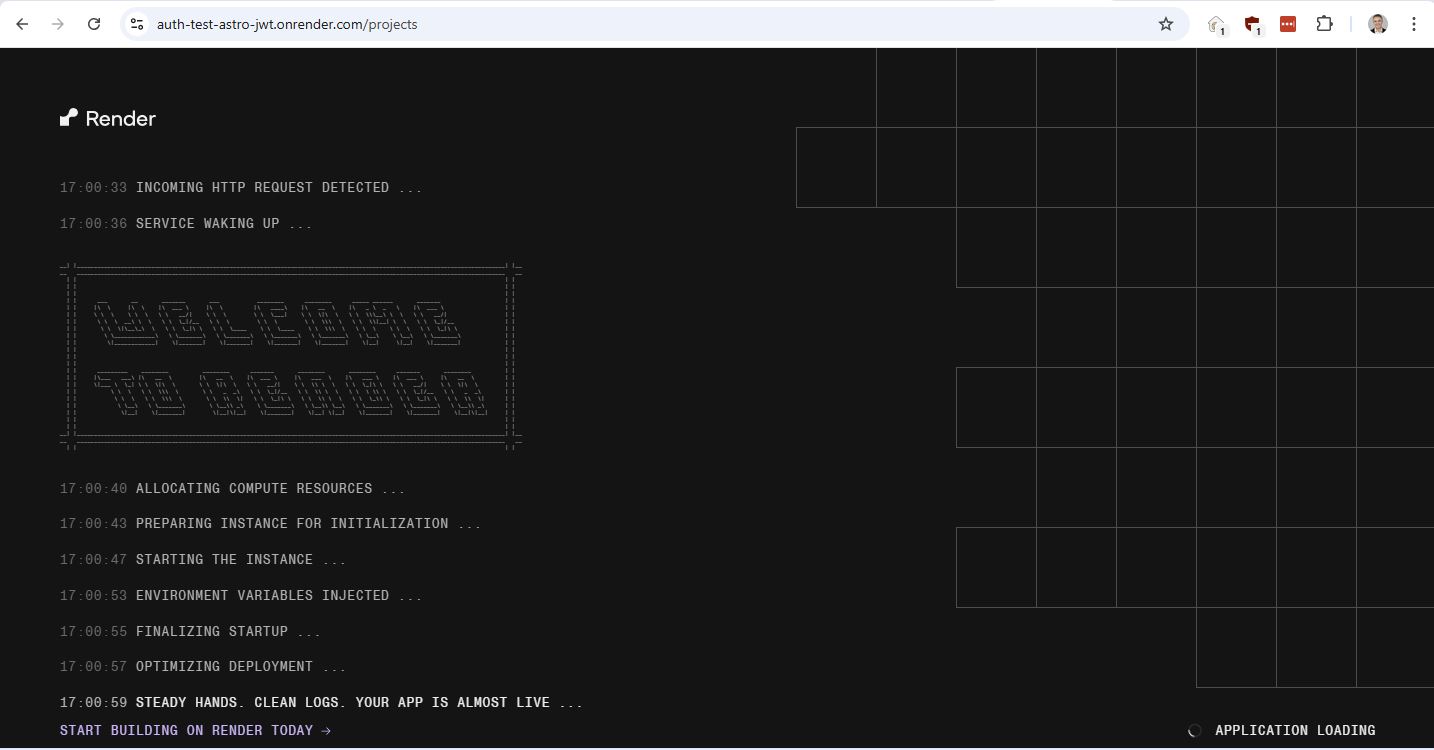 auth-test-astro-jwt.onrender.com/projects
1
1
Render
17:00:33 INCOMING HTTP REQUEST DETECTED ...
17:00:36 SERVICE WAKING UP ...
WELCOME
TO RENDER
17:00:40 ALLOCATING COMPUTE RESOURCES ...
17:00:43 PREPARING INSTANCE FOR INITIALIZATION ...
17:00:47 STARTING THE INSTANCE ...
17:00:53 ENVIRONMENT VARIABLES INJECTED ...
17:00:55 FINALIZING STARTUP ...
17:00:57 OPTIMIZING DEPLOYMENT ...
17:00:59 STEADY HANDS. CLEAN LOGS. YOUR APP IS ALMOST LIVE ...
START BUILDING ON RENDER TODAY →
APPLICATION LOADING